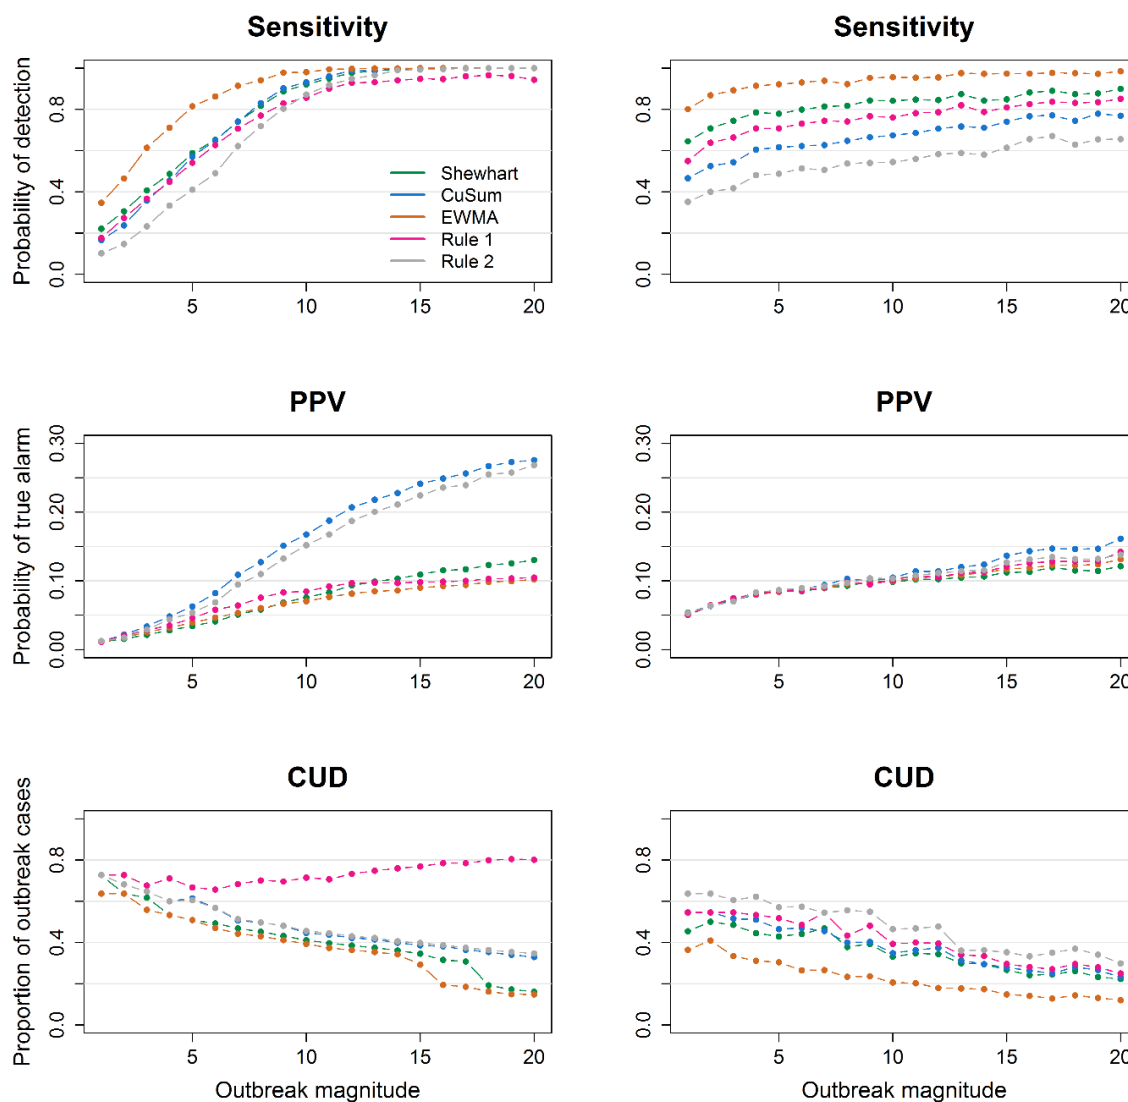 Sensitivity
Probability of detection
0.8
0.4
0.0
Shewhart
CuSum
EWMA
Rule 1
Rule 2
5 10 15 20
Sensitivity
0.8
0.4
0.0
5 10 15 20
PPV
Probability of true alarm
0.30
0.20
0.10
0.00
5 10 15 20
PPV
0.30
0.20
0.10
0.00
5 10 15 20
CUD
Proportion of outbreak cases
0.8
0.4
0.0
5 10 15 20
Outbreak magnitude
CUD
0.8
0.4
0.0
5 10 15 20
Outbreak magnitude